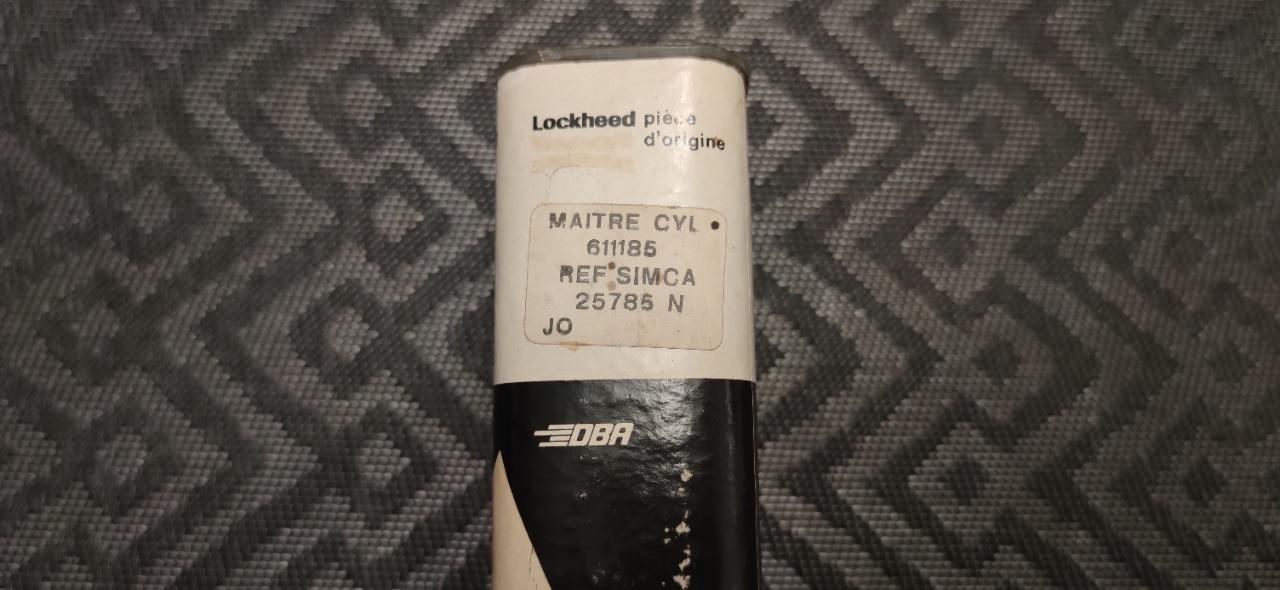 Lockheed pièce
d'origine
MAITRE CYL
611185
REF SIMCA
25785 N
JO
DBA